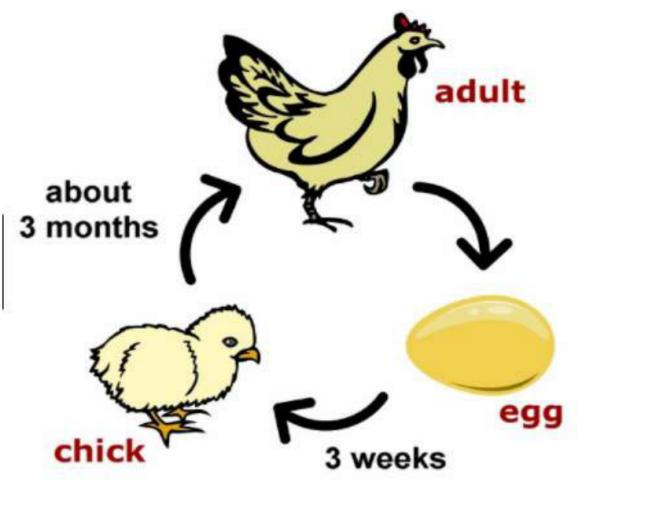 adult
about
3 months
egg
chick
3 weeks